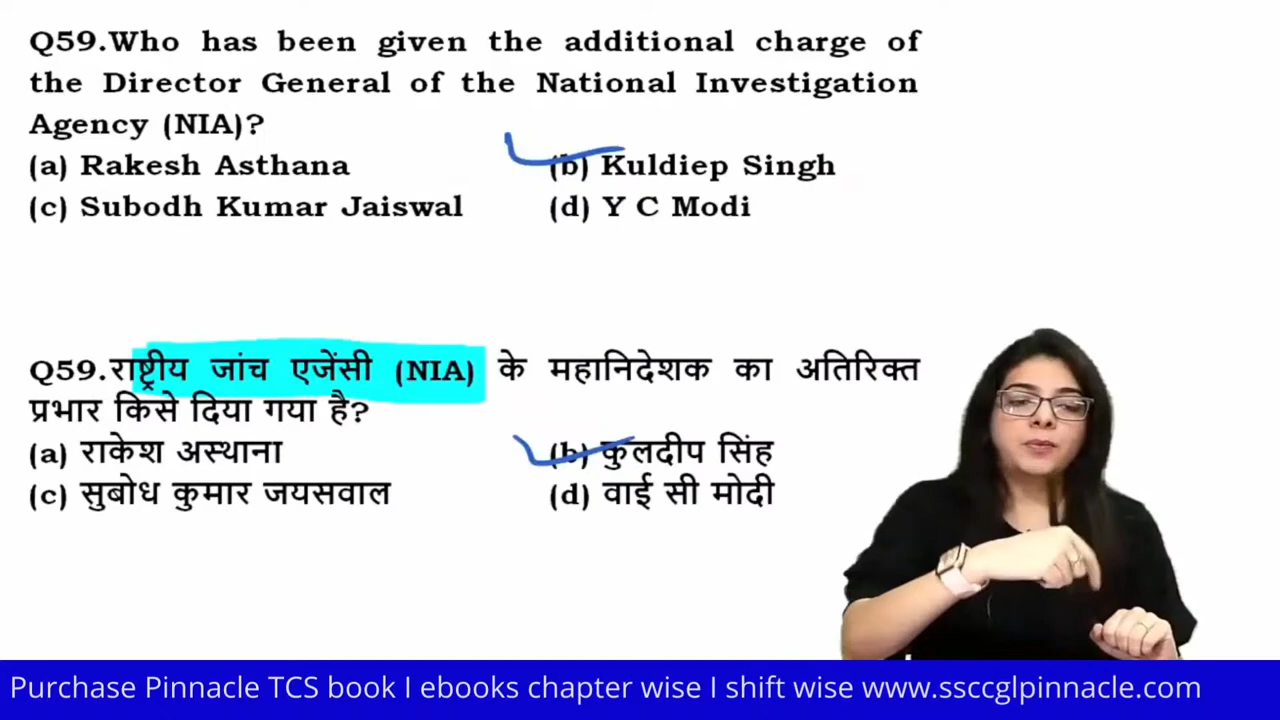 Q59.Who has been given the additional charge of
the Director General of the National Investigation
Agency (NIA)?
(a) Rakesh Asthana (b) Kuldiep Singh
(c) Subodh Kumar Jaiswal (d) Y C Modi
Q59.राष्ट्रीय जांच एजेंसी (NIA) के महानिदेशक का अतिरिक्त
प्रभार किसे दिया गया है?
(a) राकेश अस्थाना (b) कुलदीप सिंह
(c) सुबोध कुमार जयसवाल (d) वाई सी मोदी
Purchase Pinnacle TCS book I ebooks chapter wise I shift wise www.ssccglpinnacle.com